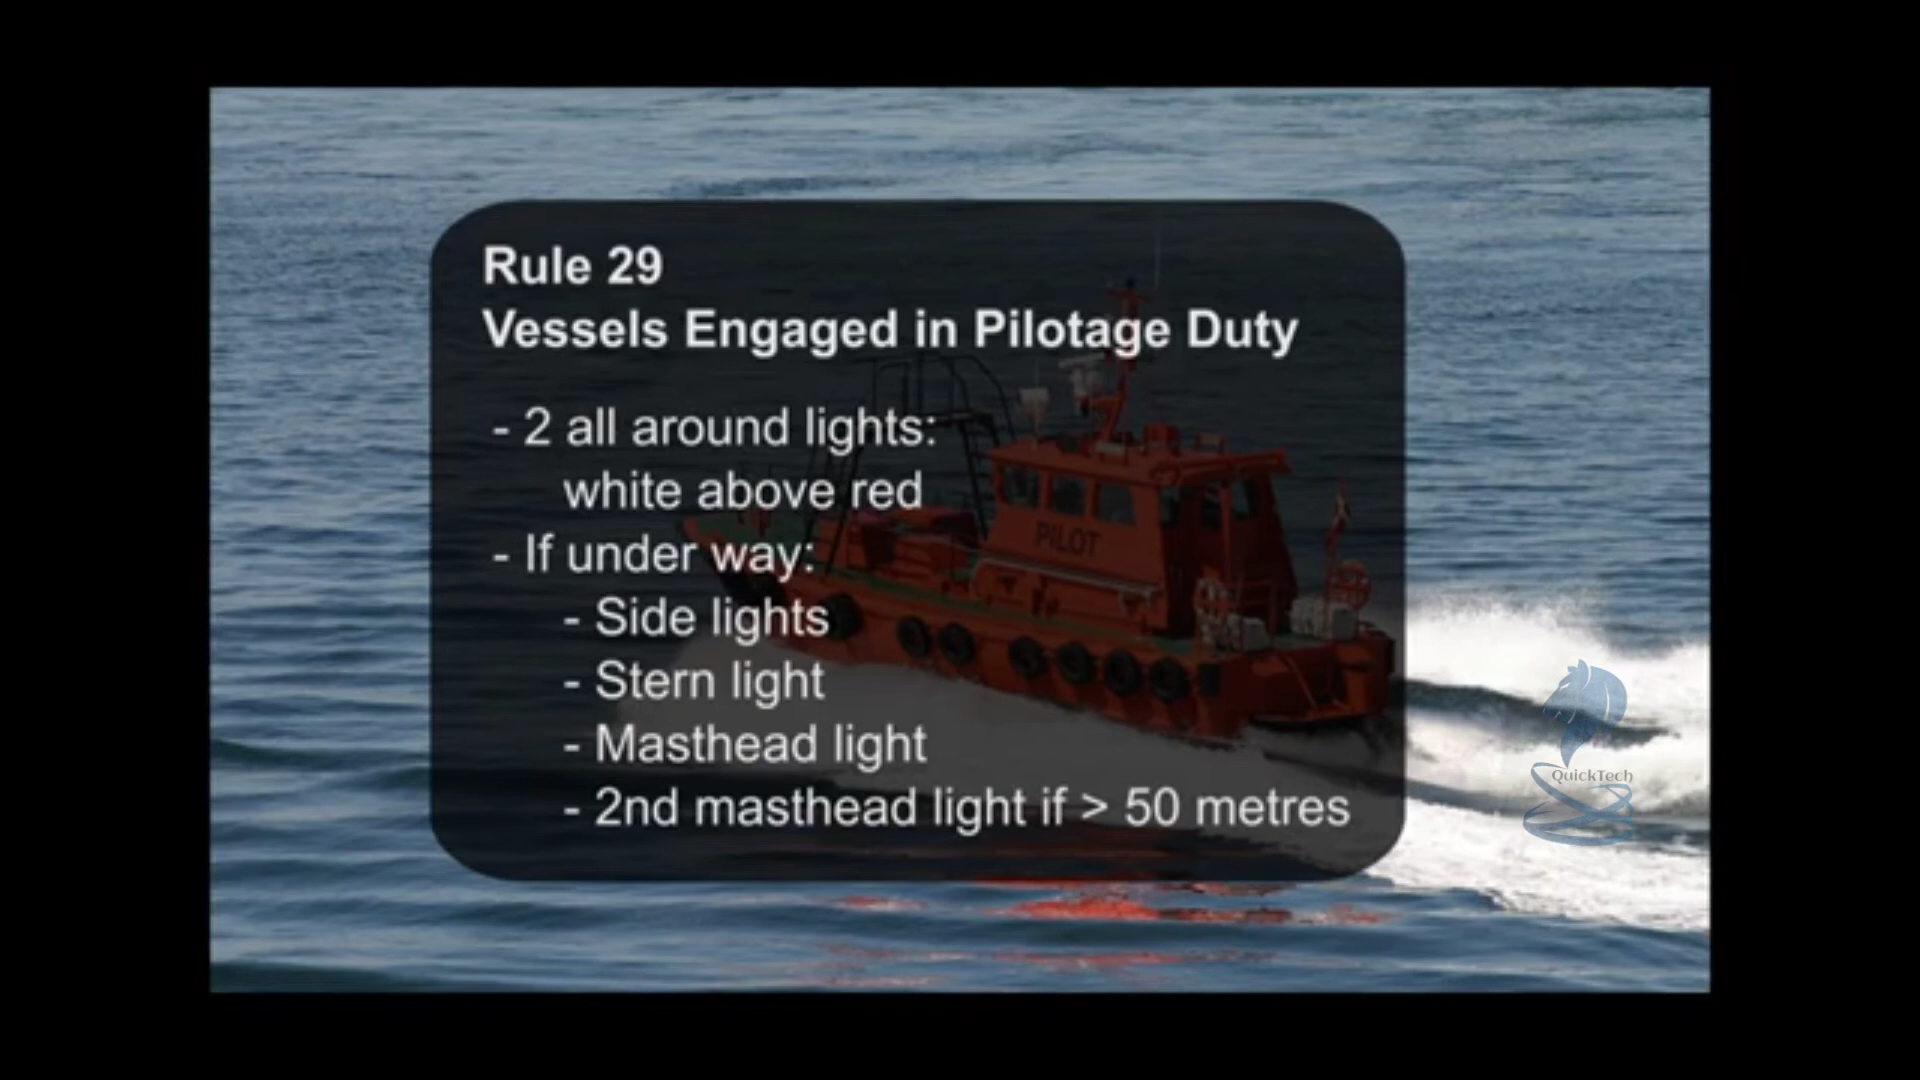 Rule 29
Vessels Engaged in Pilotage Duty
- 2 all around lights:
white above red
- If under way:
- Side lights
- Stern light
- Masthead light
- 2nd masthead light if > 50 metres
PILOT
QuickTech